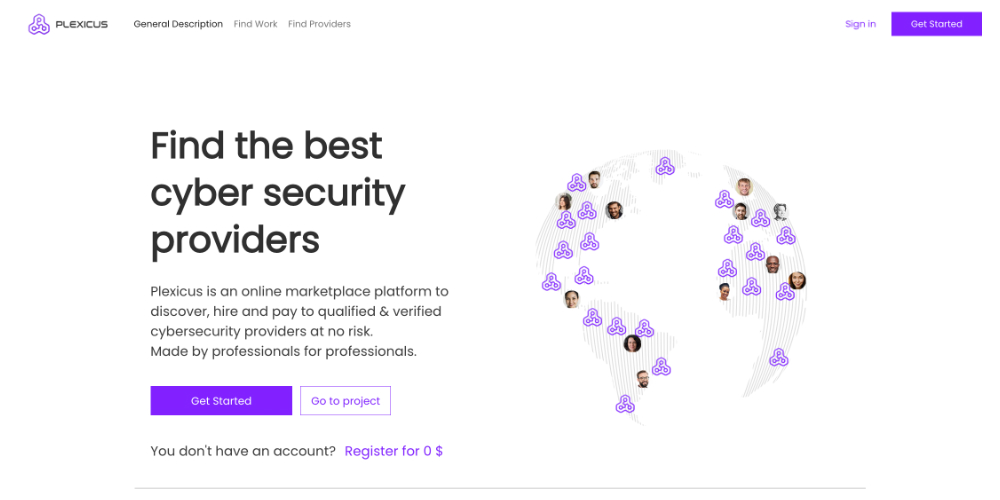 PLEXICUS
General Description
Find Work
Find Providers
Sign in
Get Started
Find the best
cyber security
providers
Plexicus is an online marketplace platform to
discover, hire and pay to qualified & verified
cybersecurity providers at no risk.
Made by professionals for professionals.
Get Started
Go to project
You don't have an account? Register for 0 $